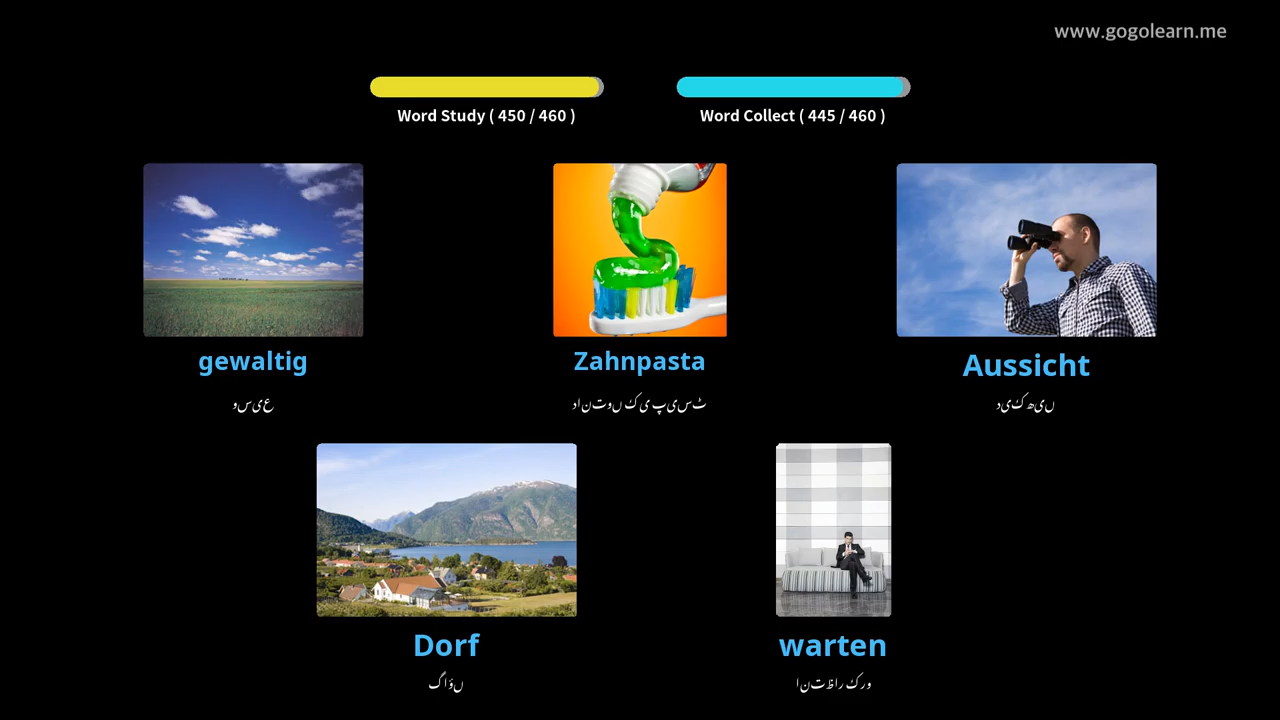 www.gogolearn.me
Word Study ( 450 / 460 )
Word Collect ( 445 / 460 )
gewaltig
Zahnpasta
Aussicht
وسیع
دانتوں کی پیسٹ
دیکھیں
Dorf
warten
گاؤں
انتظار کرو